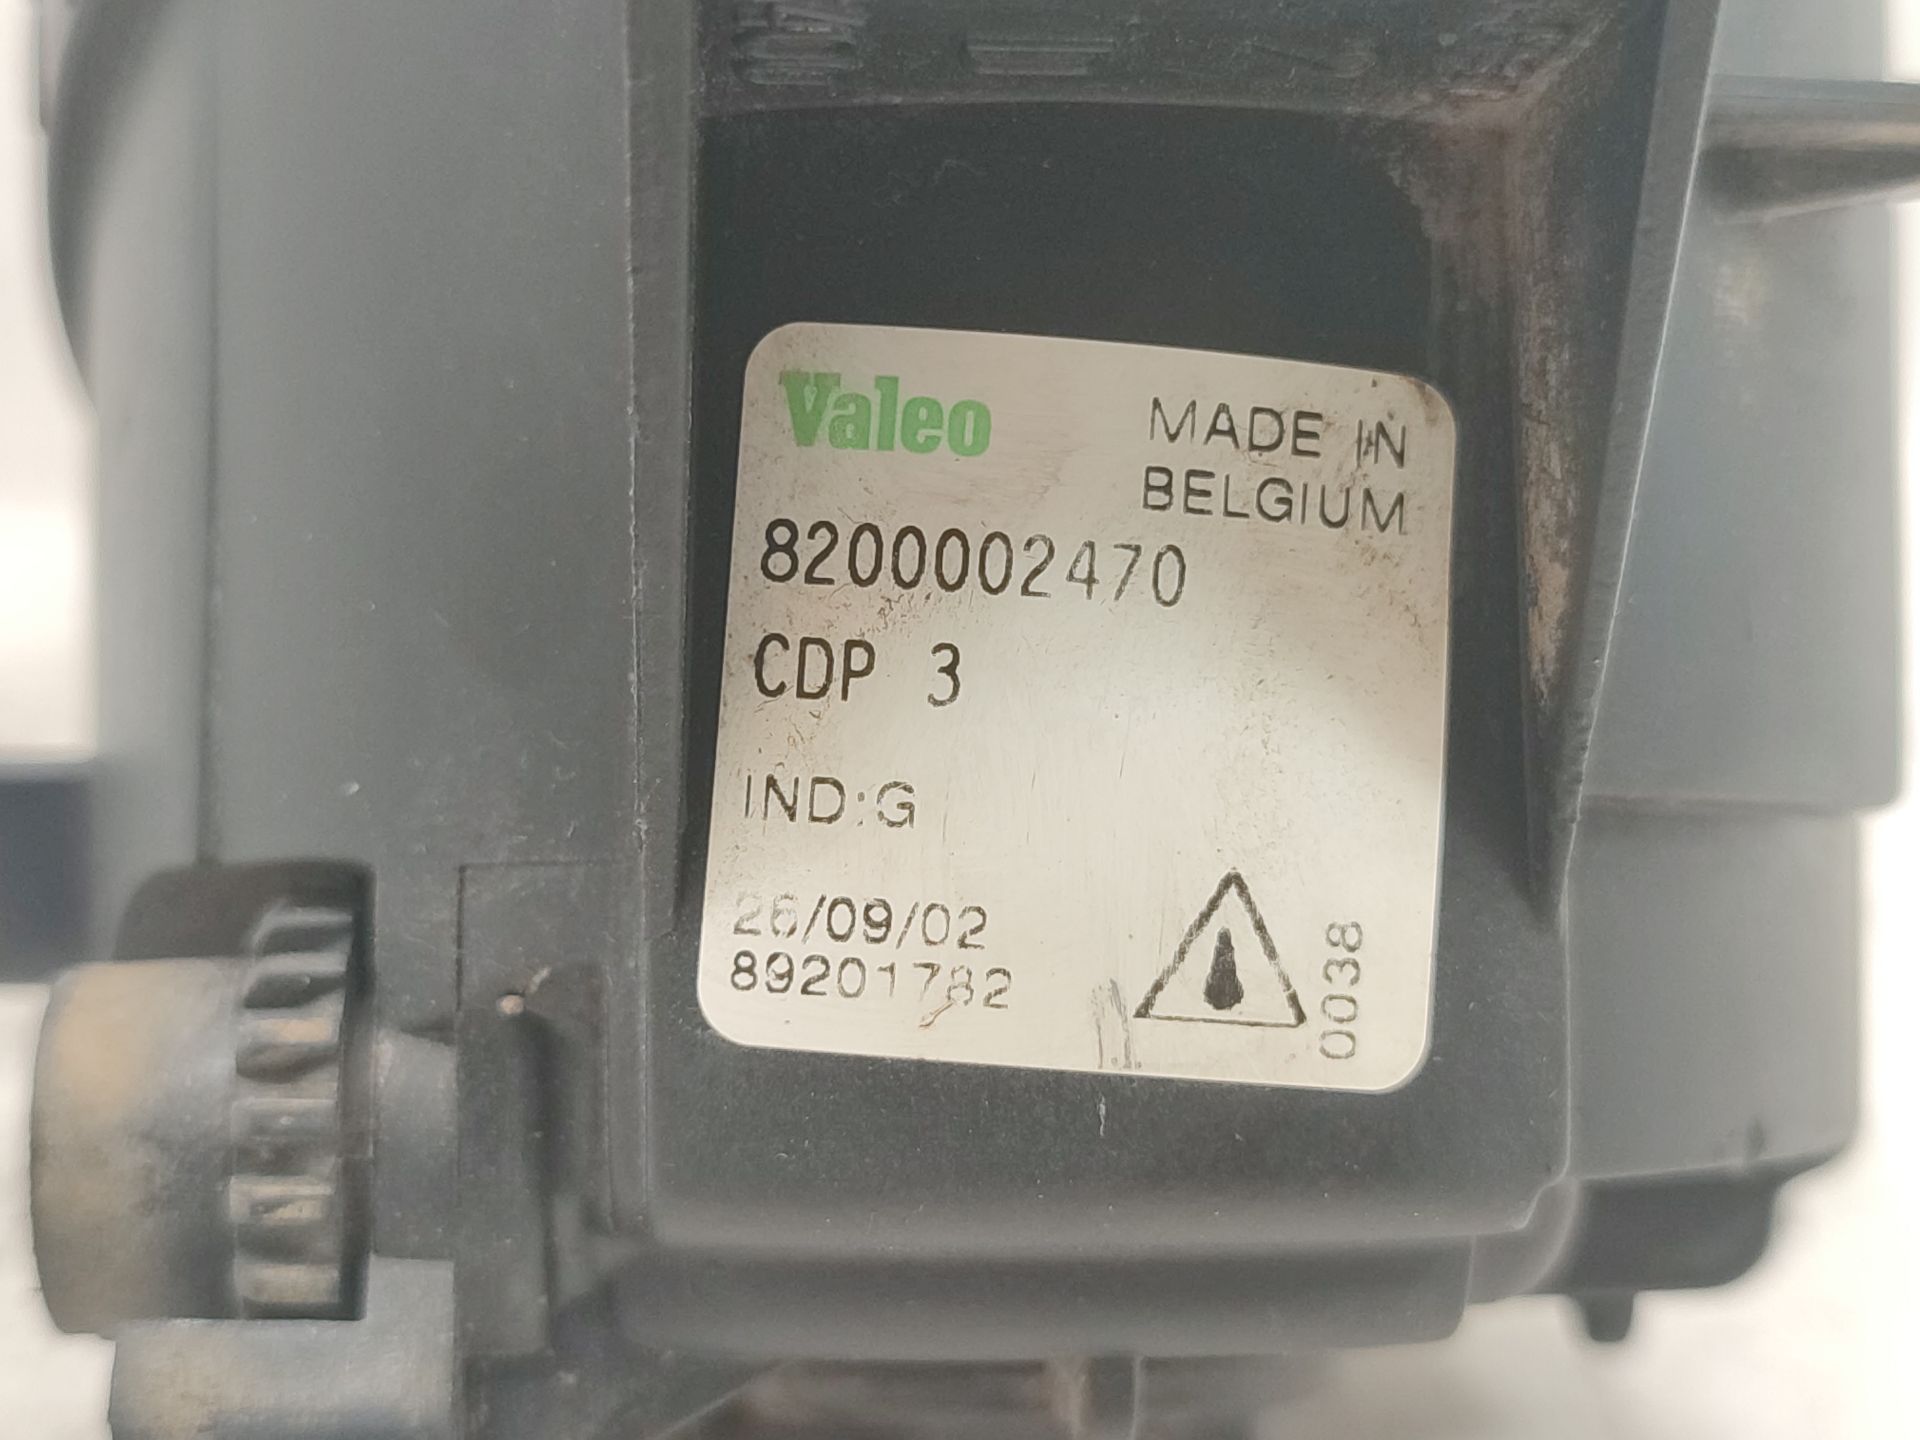 Valeo
MADE IN
BELGIUM
8200002470
CDP 3
IND:G
26/09/02
89201782
0038